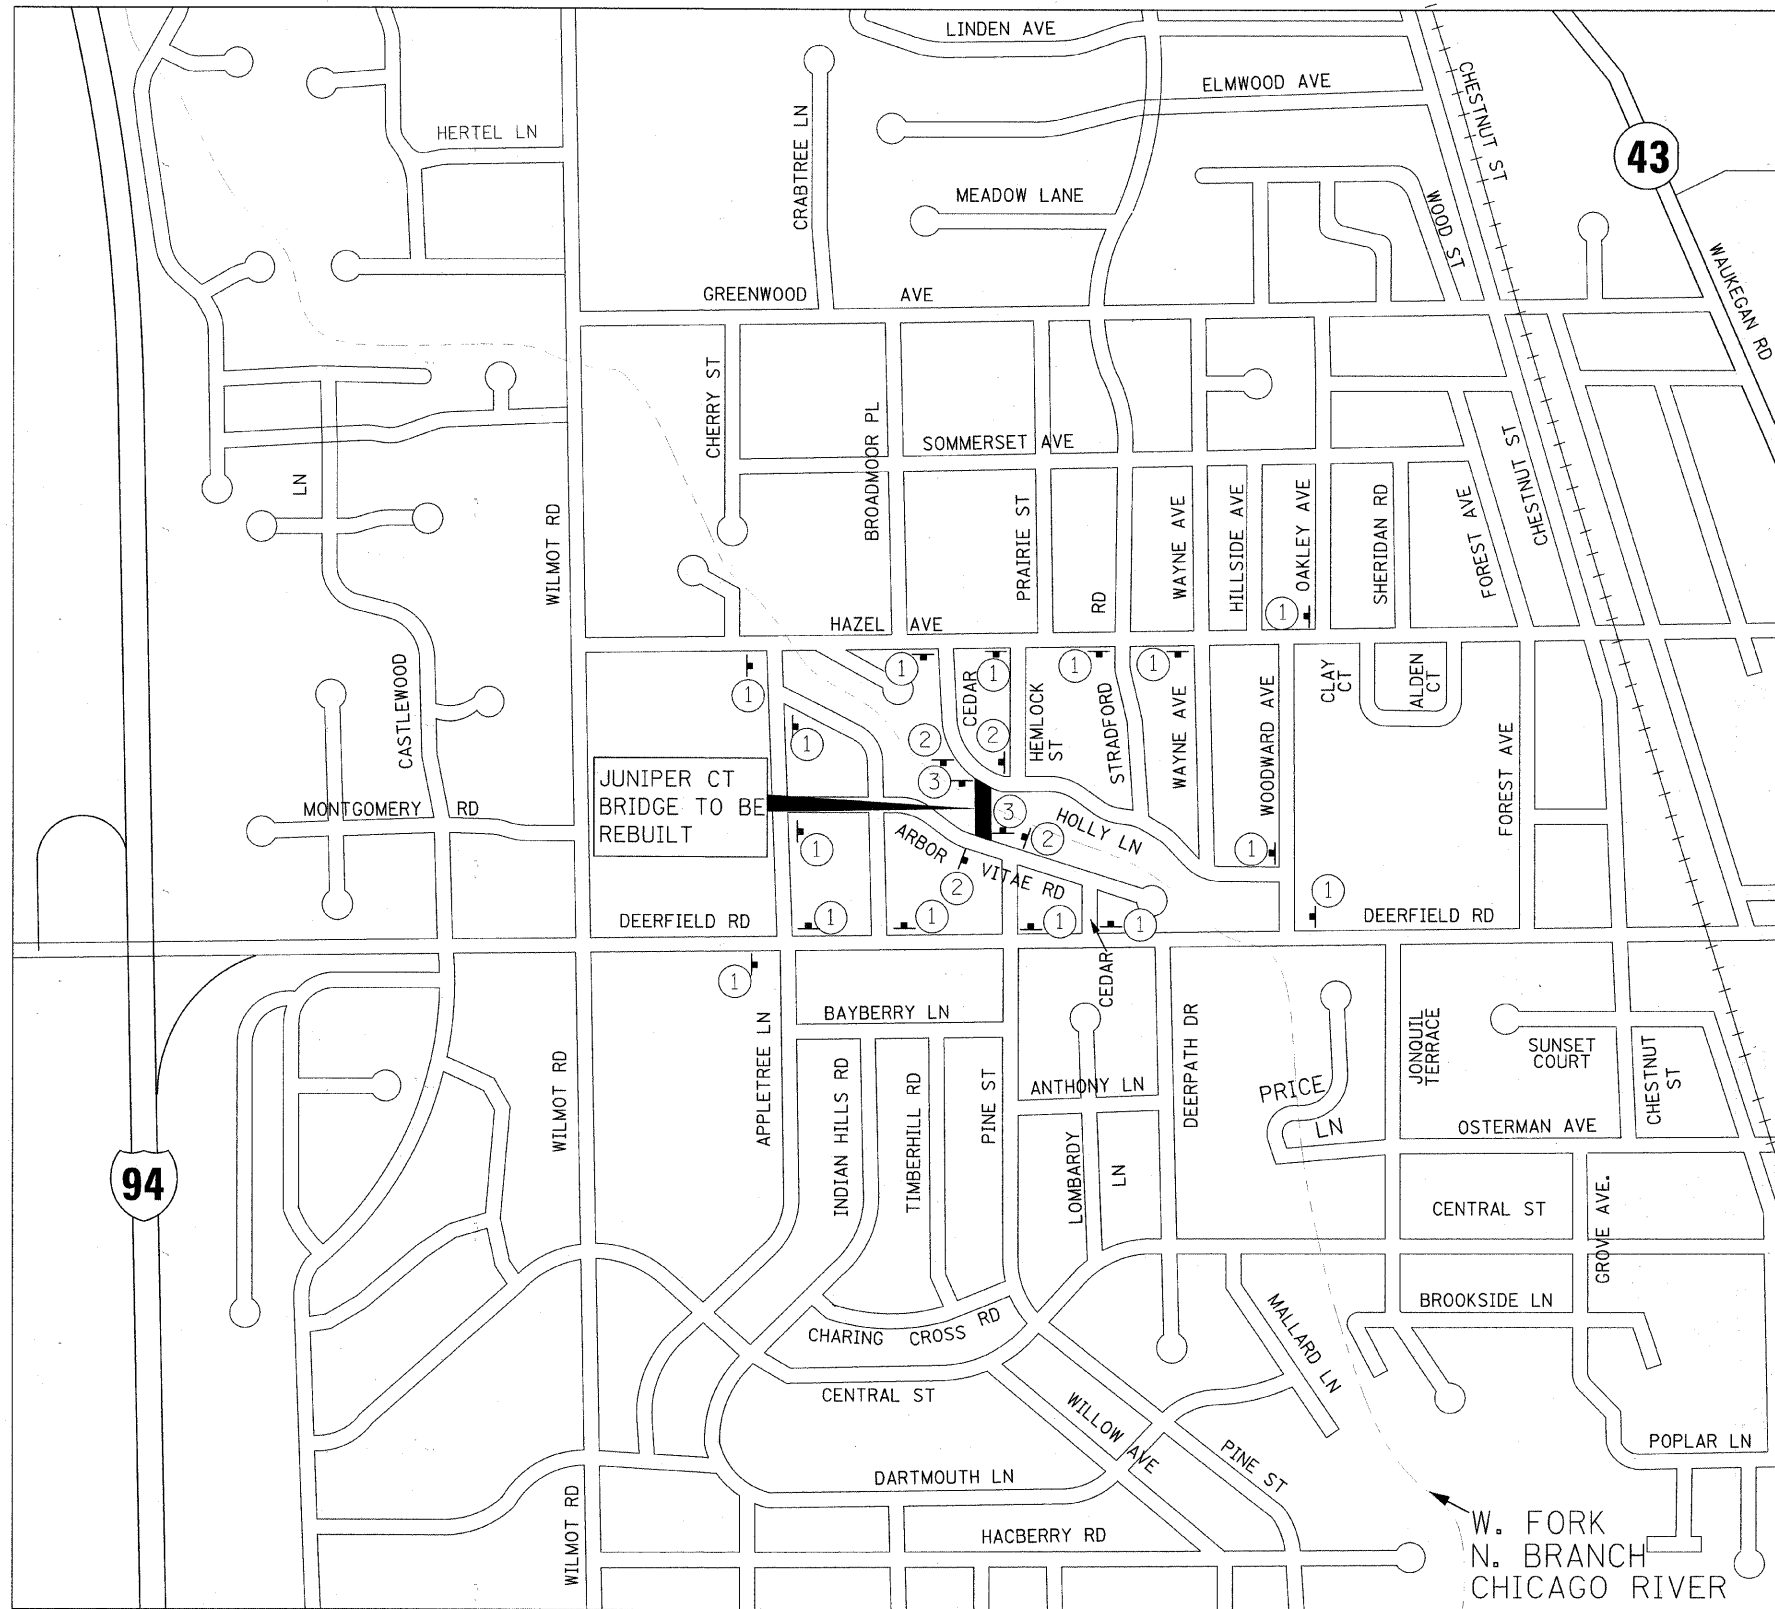 LINDEN AVE
ELMWOOD AVE
CHESTNUT ST
43
HERTEL LN
CRABTREE LN
MEADOW LANE
WOOD ST
WAUKEGAN RD
GREENWOOD AVE
CHERRY ST
BROADMOOR PL
SOMMERSET AVE
CHESTNUT ST
LN
WILMOT RD
PRAIRIE ST
RD
WAYNE AVE
HILLSIDE AVE
OAKLEY AVE
SHERIDAN RD
FOREST AVE
1
HAZEL AVE
CASTLEWOOD
1
1
CEDAR
1
HEMLOCK
ST
1
STRADFORD
1
WAYNE AVE
WOODWARD AVE
CLAY
CT
ALDEN
CT
FOREST AVE
1
2
2
JUNIPER CT
BRIDGE TO BE
REBUILT
3
3
MONTGOMERY RD
ARBOR
VITAE RD
HOLLY LN
2
1
1
2
1
DEERFIELD RD
1
1
1
1
DEERFIELD RD
1
CEDAR
BAYBERRY LN
APPLETREE LN
WILMOT RD
INDIAN HILLS RD
TIMBERHILL RD
PINE ST
ANTHONY LN
DEERPATH DR
PRICE
LN
JONQUIL
TERRACE
SUNSET
COURT
CHESTNUT
ST
OSTERMAN AVE
94
LOMBARDY
LN
CENTRAL ST
GROVE AVE.
BROOKSIDE LN
MALLARD LN
CHARING CROSS RD
CENTRAL ST
WILLOW AVE
PINE ST
POPLAR LN
DARTMOUTH LN
WILMOT RD
HACBERRY RD
W. FORK
N. BRANCH
CHICAGO RIVER